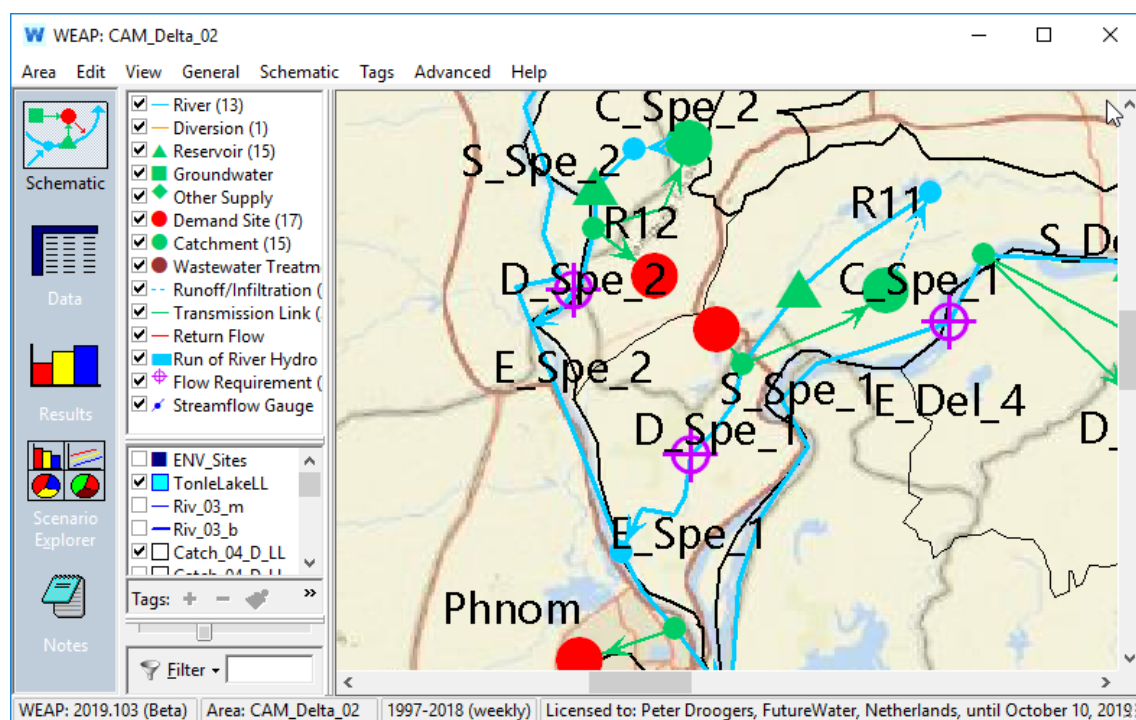 WEAP: CAM_Delta_02
Area Edit View General Schematic Tags Advanced Help
Schematic
Data
Results
Scenario
Explorer
Notes
River (13)
Diversion (1)
Reservoir (15)
Groundwater
Other Supply
Demand Site (17)
Catchment (15)
Wastewater Treatm
Runoff/Infiltration (
Transmission Link (
Return Flow
Run of River Hydro
Flow Requirement (
Streamflow Gauge
ENV_Sites
TonleLakeLL
Riv_03_m
Riv_03_b
Catch_04_D_LL
Tags:
Filter
C_Spe_2
S_Spe_2
R12
R11
D_Spe_2
C_Spe_1
E_Spe_2
S_Spe_1
E_Del_4
D_Spe_1
E_Spe_1
Phnom
WEAP: 2019.103 (Beta) Area: CAM_Delta_02 1997-2018 (weekly) Licensed to: Peter Droogers, FutureWater, Netherlands, until October 10, 2019